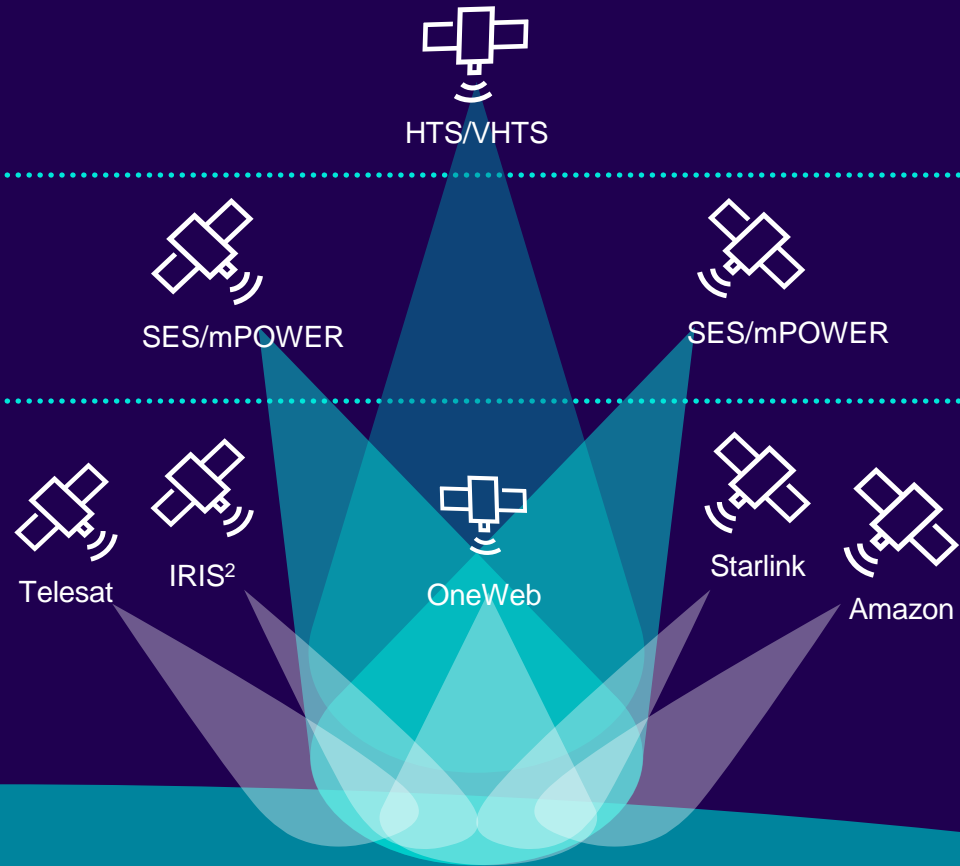 HTS/VHTS
SES/mPOWER
SES/mPOWER
Telesat
IRIS²
OneWeb
Starlink
Amazon